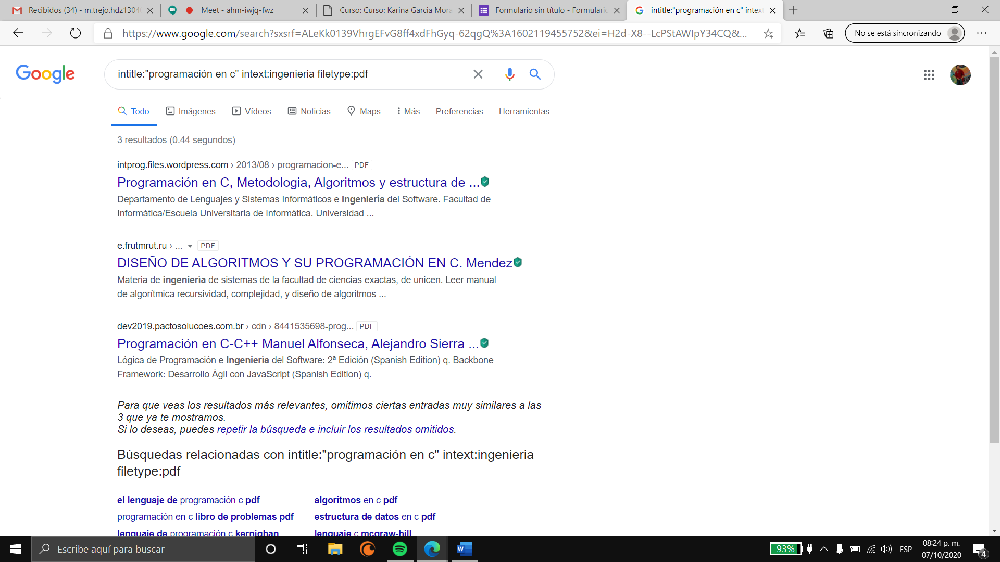 Recibidos (34) - m.trejo.hdz1304
Meet - ahm-iwjq-fwz
Curso: Curso: Karina Garcia Mora
Formulario sin título - Formulario
intitle:"programación en c" intext
https://www.google.com/search?sxsrf=ALeKk0139VhrgEFvG8ff4xdFhGyq-62qgQ%3A1602119455752&ei=H2d-X8--LcPStAWIpY34CQ&...
No se está sincronizando
Google
intitle:"programación en c" intext:ingenieria filetype:pdf
Todo
Imágenes
Vídeos
Noticias
Maps
Más
Preferencias
Herramientas
3 resultados (0.44 segundos)
intprog.files.wordpress.com › 2013/08 › programacion-e... PDF
Programación en C, Metodologia, Algoritmos y estructura de ...
Departamento de Lenguajes y Sistemas Informáticos e Ingeniería del Software. Facultad de
Informática/Escuela Universitaria de Informática. Universidad ...
e.frutmrut.ru › ... PDF
DISEÑO DE ALGORITMOS Y SU PROGRAMACIÓN EN C. Mendez
Materia de ingeniería de sistemas de la facultad de ciencias exactas, de unicen. Leer manual
de algorítmica recursividad, complejidad, y diseño de algoritmos ...
dev2019.pactosolucoes.com.br › cdn › 8441535698-prog... PDF
Programación en C-C++ Manuel Alfonseca, Alejandro Sierra ...
Lógica de Programación e Ingeniería del Software: 2ª Edición (Spanish Edition) q. Backbone
Framework: Desarrollo Ágil con JavaScript (Spanish Edition) q.
Para que veas los resultados más relevantes, omitimos ciertas entradas muy similares a las
3 que ya te mostramos.
Si lo deseas, puedes repetir la búsqueda e incluir los resultados omitidos.
Búsquedas relacionadas con intitle:"programación en c" intext:ingenieria
filetype:pdf
el lenguaje de programación c pdf
algoritmos en c pdf
programación en c libro de problemas pdf
estructura de datos en c pdf
lenguaje de programación c kernighan
lenguaje c mcgraw-hill
Escribe aquí para buscar
93%
ESP
08:24 p. m.
07/10/2020
4